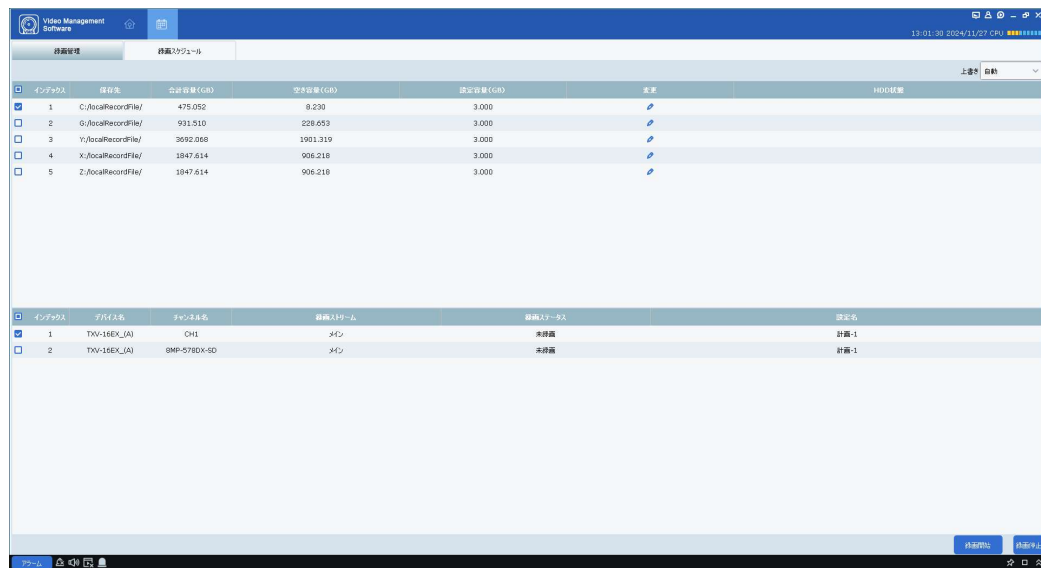 Video Management
Software
13:01:30 2024/11/27 CPU
録画管理 録画スケジュール
上書き 自動
インデックス 保存先 合計容量(GB) 空き容量(GB) 設定容量(GB) 変更 HDD状態
1 C:/localRecordFile/ 475.052 8.230 3.000
2 G:/localRecordFile/ 931.510 228.653 3.000
3 Y:/localRecordFile/ 3692.068 1901.319 3.000
4 X:/localRecordFile/ 1847.614 906.218 3.000
5 Z:/localRecordFile/ 1847.614 906.218 3.000
インデックス デバイス名 チャンネル名 録画ストリーム 録画ステータス 設定名
1 TXV-16EX_(A) CH1 メイン 未録画 計画-1
2 TXV-16EX_(A) 8MP-578DX-SD メイン 未録画 計画-1
録画開始 録画停止
アラーム